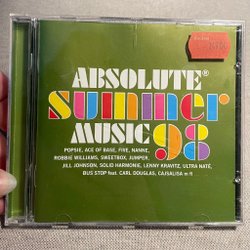 ABSOLUTE®
summer
MUSIC 98
POPSIE, ACE OF BASE, FIVE, NANNE,
ROBBIE WILLIAMS, SWEETBOX, JUMPER,
JILL JOHNSON, SOLID HARMONIE, LENNY KRAVITZ, ULTRA NATÉ,
BUS STOP feat. CARL DOUGLAS, CAJSALISA m fl